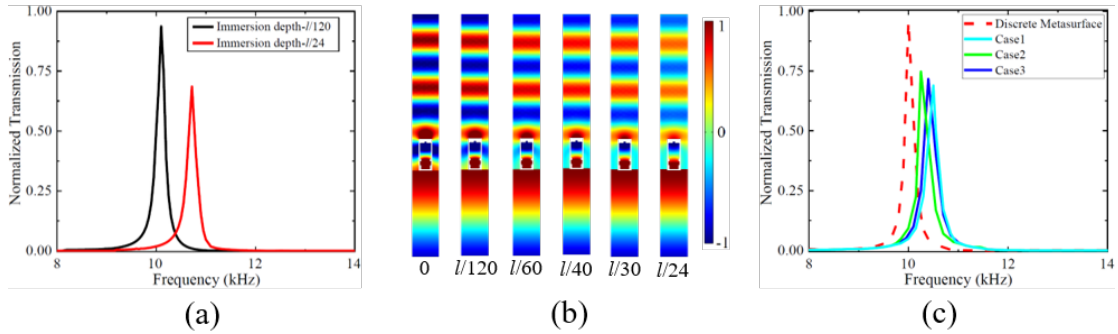 Normalized Transmission
1.00
0.75
0.50
0.25
0.00
Immersion depth-l/120
Immersion depth-l/24
8 10 12 14
Frequency (kHz)
(a)
1
0
-1
0 l/120 l/60 l/40 l/30 l/24
(b)
Normalized Transmission
1.00
0.75
0.50
0.25
0.00
Discrete Metasurface
Case1
Case2
Case3
8 10 12 14
Frequency (kHz)
(c)